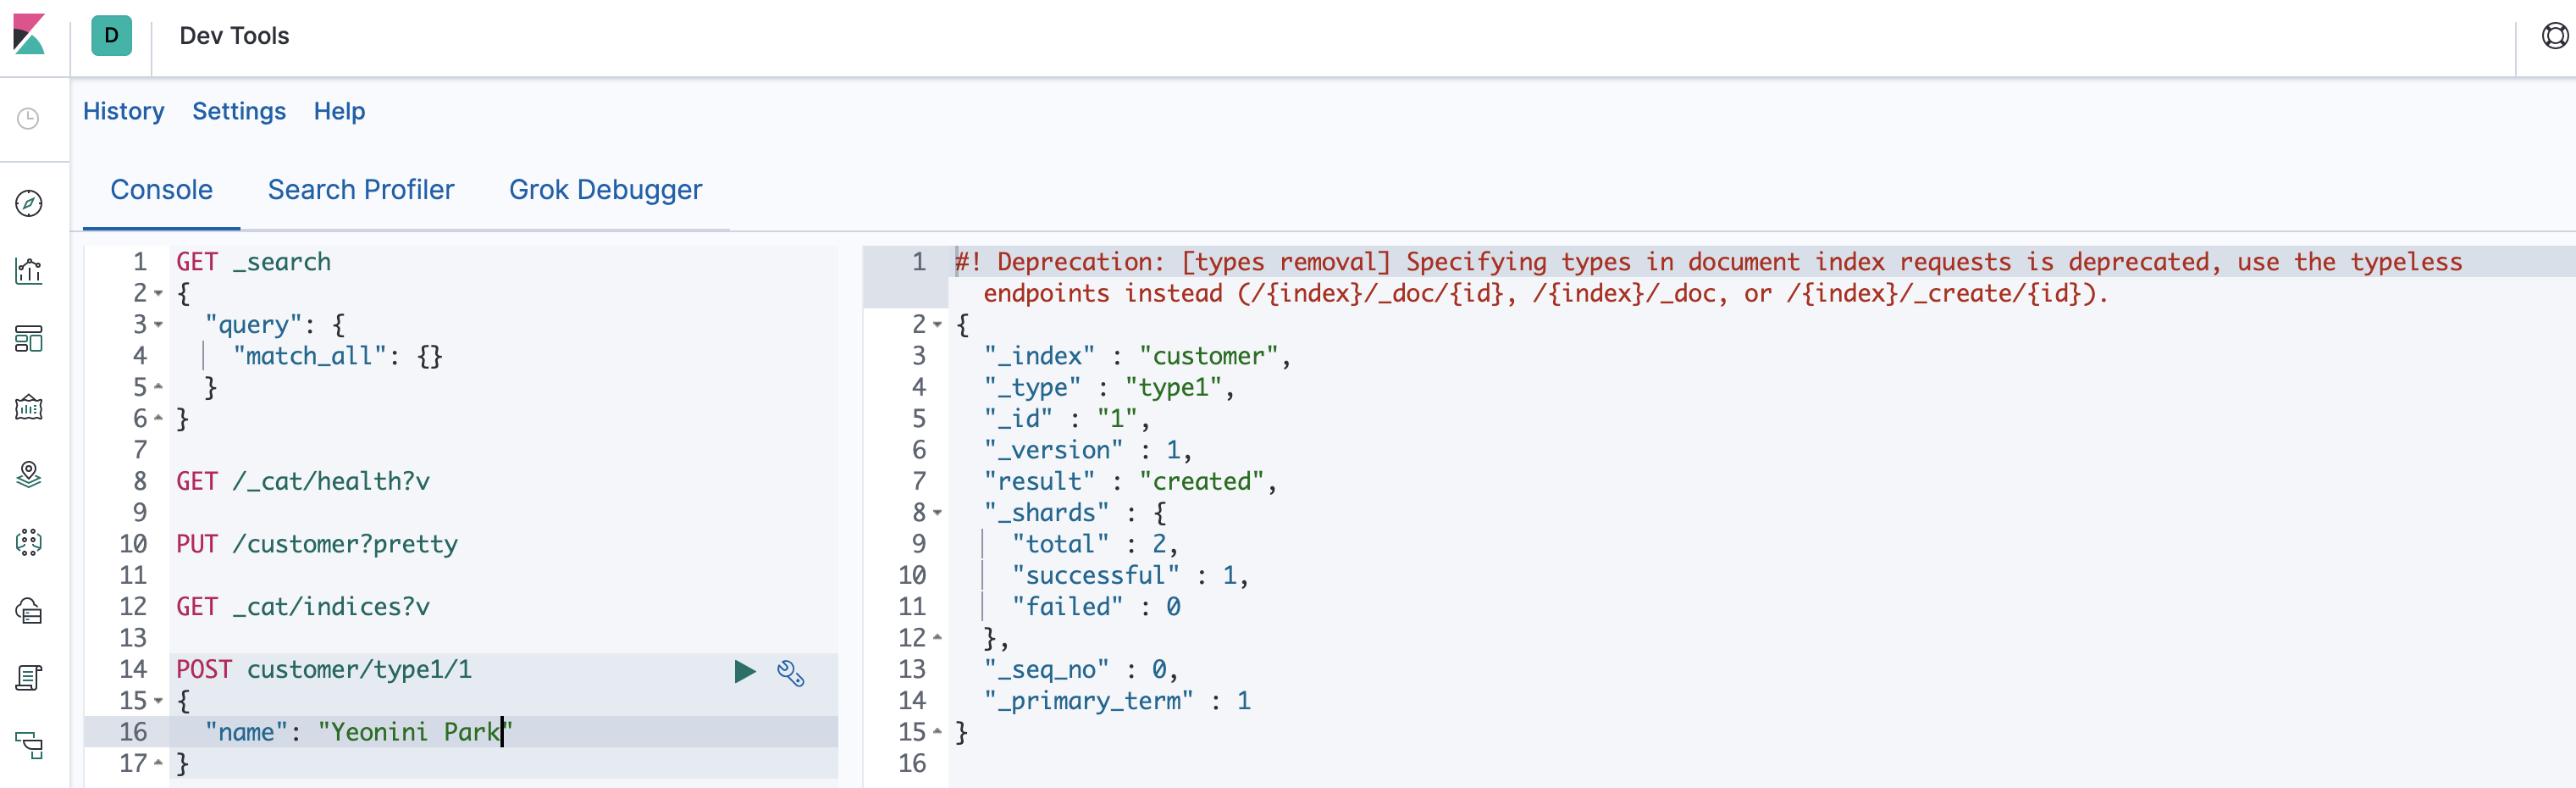 D
Dev Tools
History Settings Help
Console Search Profiler Grok Debugger
1 GET _search
2 {
3 "query": {
4 "match_all": {}
5 }
6 }
7
8 GET /_cat/health?v
9
10 PUT /customer?pretty
11
12 GET _cat/indices?v
13
14 POST customer/type1/1
15 {
16 "name": "Yeonini Park"
17 }
1 #! Deprecation: [types removal] Specifying types in document index requests is deprecated, use the typeless
endpoints instead (/{index}/_doc/{id}, /{index}/_doc, or /{index}/_create/{id}).
2 {
3 "_index" : "customer",
4 "_type" : "type1",
5 "_id" : "1",
6 "_version" : 1,
7 "result" : "created",
8 "_shards" : {
9 "total" : 2,
10 "successful" : 1,
11 "failed" : 0
12 },
13 "_seq_no" : 0,
14 "_primary_term" : 1
15 }
16